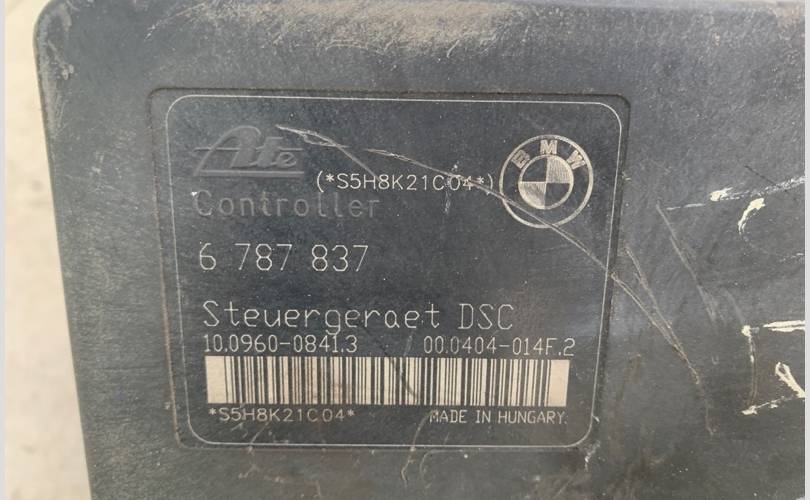 Ate
BMW
(*S5H8K21C04*)
Controller
6 787 837
Steuergeraet DSC
10.0960-0841.3 00.0404-014F.2
*S5H8K21C04* MADE IN HUNGARY.